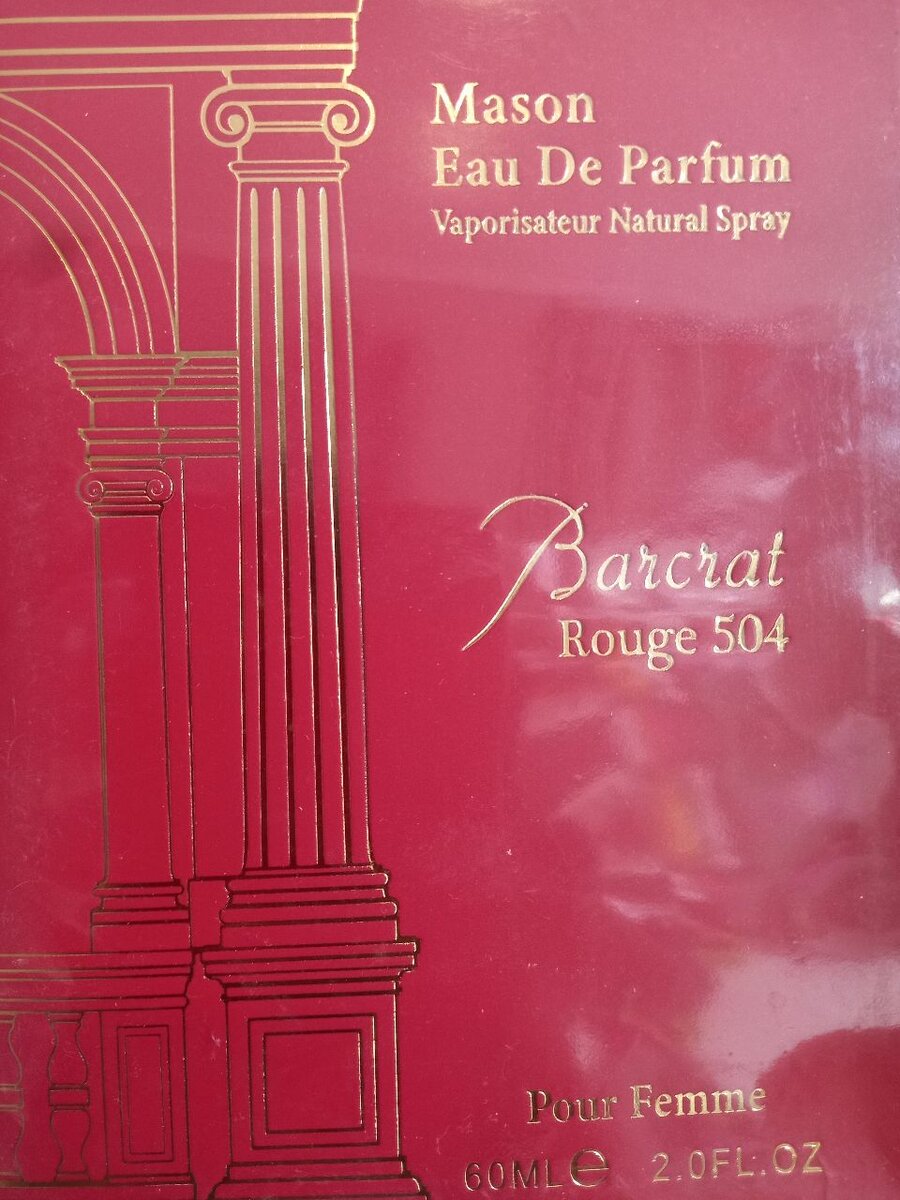 Mason
Eau De Parfum
Vaporisateur Natural Spray
Barcrat
Rouge 504
Pour Femme
60ML℮ 2.0FL.OZ